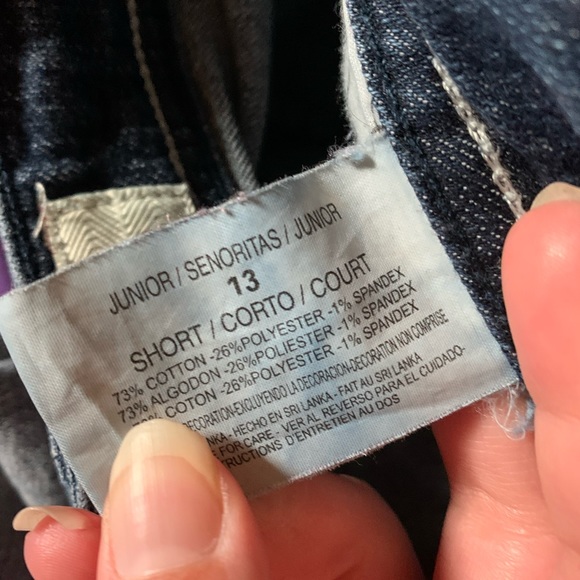 JUNIOR / SENORITAS / JUNIOR
13
SHORT / CORTO / COURT
73% COTTON -26%POLYESTER -1% SPANDEX
73% ALGODON -26%POLIESTER -1% SPANDEX
73% COTON -26%POLYESTER -1% SPANDEX
DECORATION-EXCLUYENDO LA DECORACION-DECORATION NON COMPRISE
LANKA - HECHO EN SRI LANKA - FAIT AU SRI LANKA
FOR CARE - VER AL REVERSO PARA EL CUIDADO-
D'ENTRETIEN AU DOS